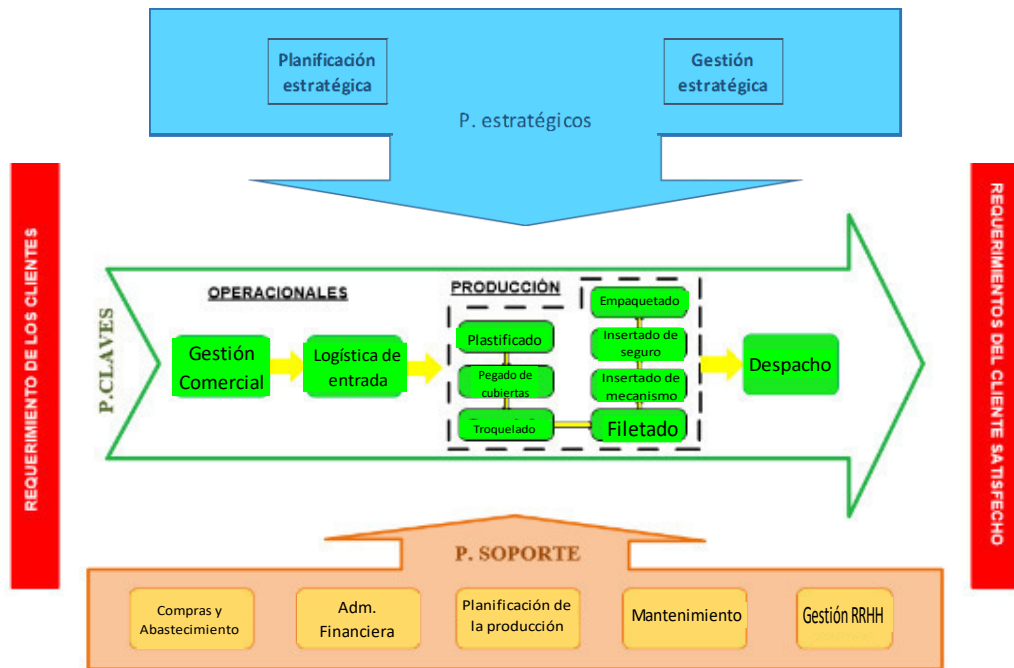 Planificación
estratégica
Gestión
estratégica
P. estratégicos
REQUERIMIENTO DE LOS CLIENTES
P.CLAVES
OPERACIONALES
Gestión
Comercial
Logística de
entrada
PRODUCCIÓN
Plastificado
Pegado de
cubiertas
Troquelado
Filetado
Insertado de
mecanismo
Insertado de
seguro
Empaquetado
Despacho
REQUERIMIENTOS DEL CLIENTE SATISFECHO
P. SOPORTE
Compras y
Abastecimiento
Adm.
Financiera
Planificación de
la producción
Mantenimiento
Gestión RRHH